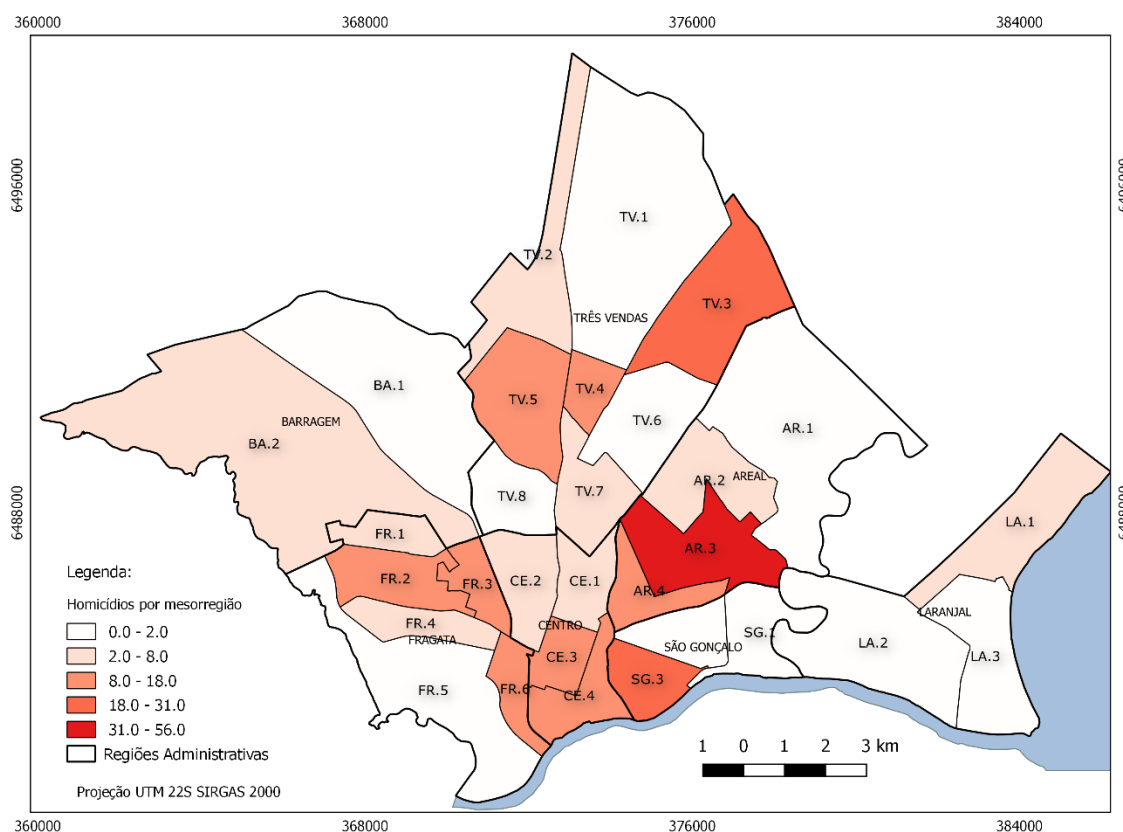 360000
368000
376000
384000
6496000
6496000
TV.1
TV.2
TV.3
TRÊS VENDAS
BA.1
TV.5
TV.4
BARRAGEM
TV.6
AR.1
BA.2
TV.8
TV.7
AR.2
AREAL
6488000
6488000
LA.1
FR.1
AR.3
FR.2
FR.3
CE.2
CE.1
AR.4
FR.4
FRAGATA
CENTRO
SÃO GONÇALO
SG.1
LARANJAL
LA.2
LA.3
CE.3
SG.3
FR.5
FR.6
CE.4
Legenda:
Homicídios por mesorregião
0.0 - 2.0
2.0 - 8.0
8.0 - 18.0
18.0 - 31.0
31.0 - 56.0
Regiões Administrativas
Projeção UTM 22S SIRGAS 2000
1 0 1 2 3 km
360000
368000
376000
384000